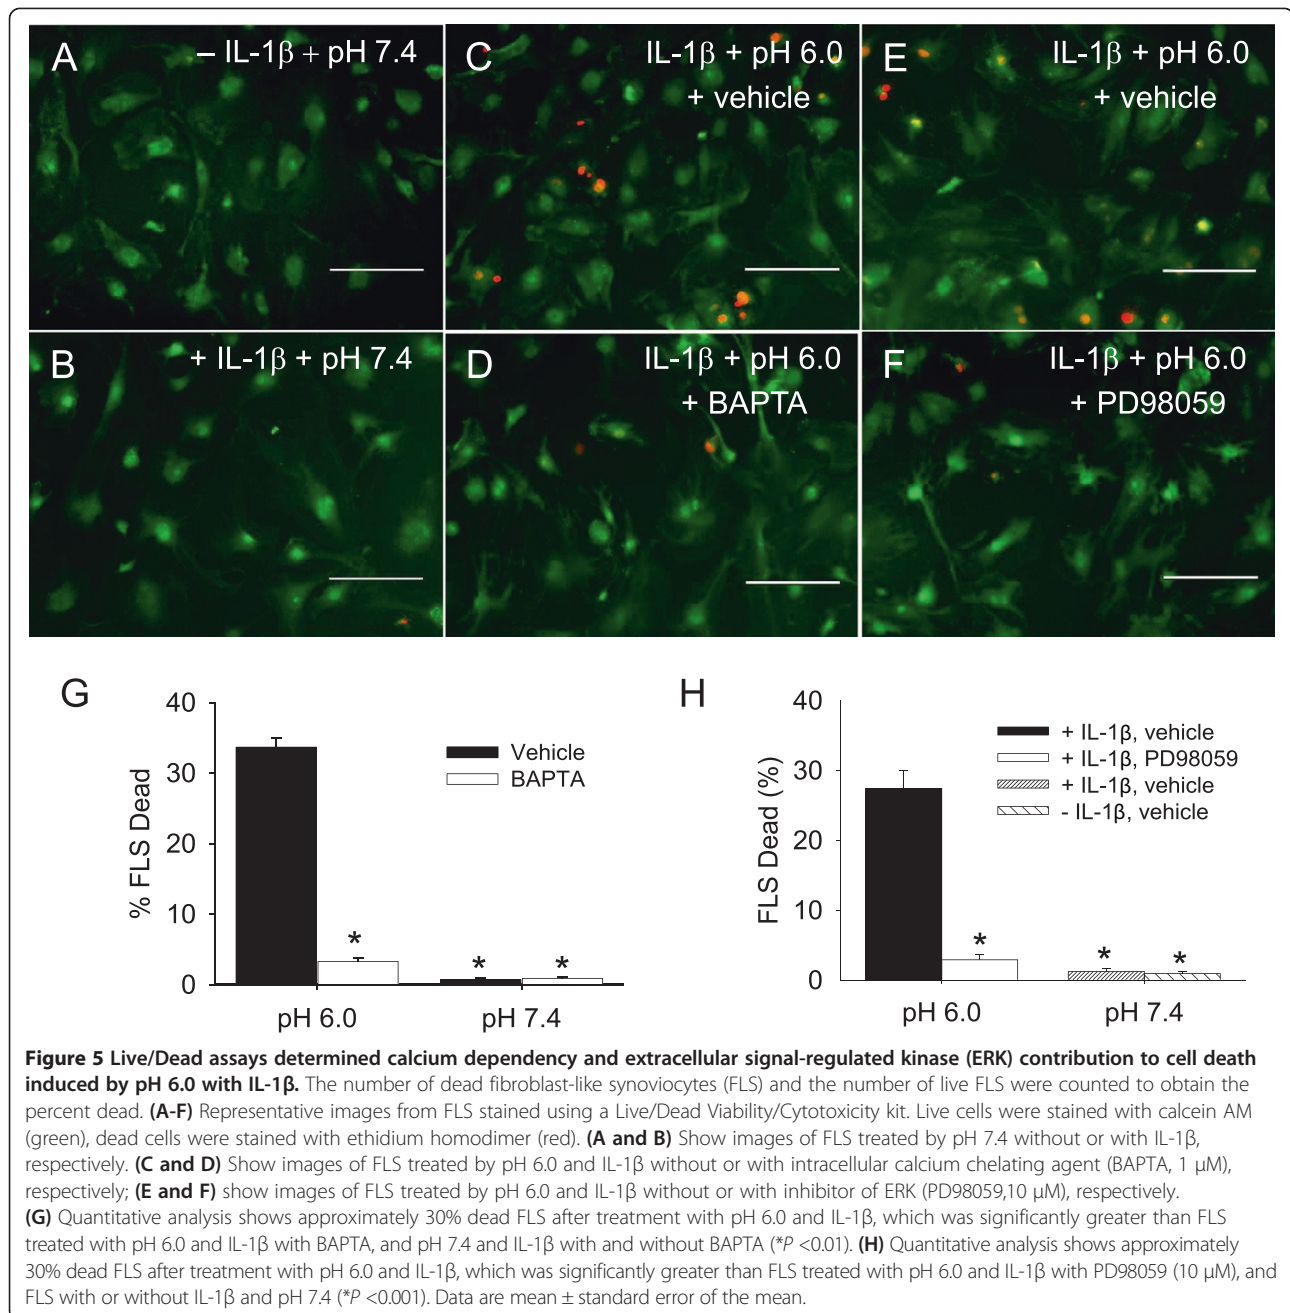 A
– IL-1β + pH 7.4
C
IL-1β + pH 6.0
+ vehicle
E
IL-1β + pH 6.0
+ vehicle
B
+ IL-1β + pH 7.4
D
IL-1β + pH 6.0
+ BAPTA
F
IL-1β + pH 6.0
+ PD98059
G
% FLS Dead
40
30
20
10
0
Vehicle
BAPTA
*
*
*
pH 6.0
pH 7.4
H
FLS Dead (%)
40
30
20
10
0
+ IL-1β, vehicle
+ IL-1β, PD98059
+ IL-1β, vehicle
- IL-1β, vehicle
*
*
*
pH 6.0
pH 7.4
Figure 5 Live/Dead assays determined calcium dependency and extracellular signal-regulated kinase (ERK) contribution to cell death
induced by pH 6.0 with IL-1β. The number of dead fibroblast-like synoviocytes (FLS) and the number of live FLS were counted to obtain the
percent dead. (A-F) Representative images from FLS stained using a Live/Dead Viability/Cytotoxicity kit. Live cells were stained with calcein AM
(green), dead cells were stained with ethidium homodimer (red). (A and B) Show images of FLS treated by pH 7.4 without or with IL-1β,
respectively. (C and D) Show images of FLS treated by pH 6.0 and IL-1β without or with intracellular calcium chelating agent (BAPTA, 1 μM),
respectively; (E and F) show images of FLS treated by pH 6.0 and IL-1β without or with inhibitor of ERK (PD98059,10 μM), respectively.
(G) Quantitative analysis shows approximately 30% dead FLS after treatment with pH 6.0 and IL-1β, which was significantly greater than FLS
treated with pH 6.0 and IL-1β with BAPTA, and pH 7.4 and IL-1β with and without BAPTA (*P <0.01). (H) Quantitative analysis shows approximately
30% dead FLS after treatment with pH 6.0 and IL-1β, which was significantly greater than FLS treated with pH 6.0 and IL-1β with PD98059 (10 μM), and
FLS with or without IL-1β and pH 7.4 (*P <0.001). Data are mean ± standard error of the mean.